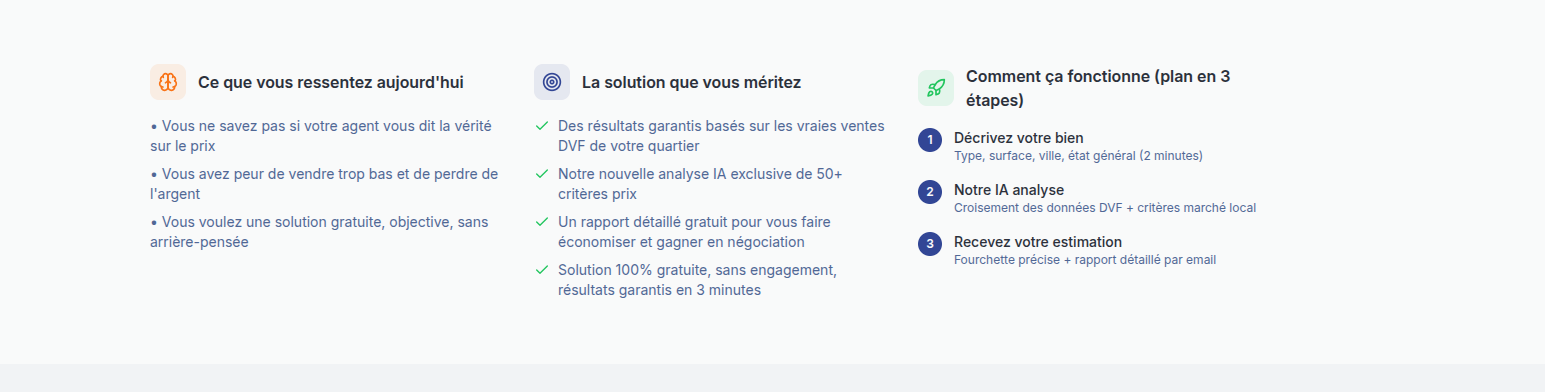 Ce que vous ressentez aujourd'hui
• Vous ne savez pas si votre agent vous dit la vérité
sur le prix
• Vous avez peur de vendre trop bas et de perdre de
l'argent
• Vous voulez une solution gratuite, objective, sans
arrière-pensée
La solution que vous méritez
Des résultats garantis basés sur les vraies ventes
DVF de votre quartier
Notre nouvelle analyse IA exclusive de 50+
critères prix
Un rapport détaillé gratuit pour vous faire
économiser et gagner en négociation
Solution 100% gratuite, sans engagement,
résultats garantis en 3 minutes
Comment ça fonctionne (plan en 3
étapes)
1 Décrivez votre bien
Type, surface, ville, état général (2 minutes)
2 Notre IA analyse
Croisement des données DVF + critères marché local
3 Recevez votre estimation
Fourchette précise + rapport détaillé par email